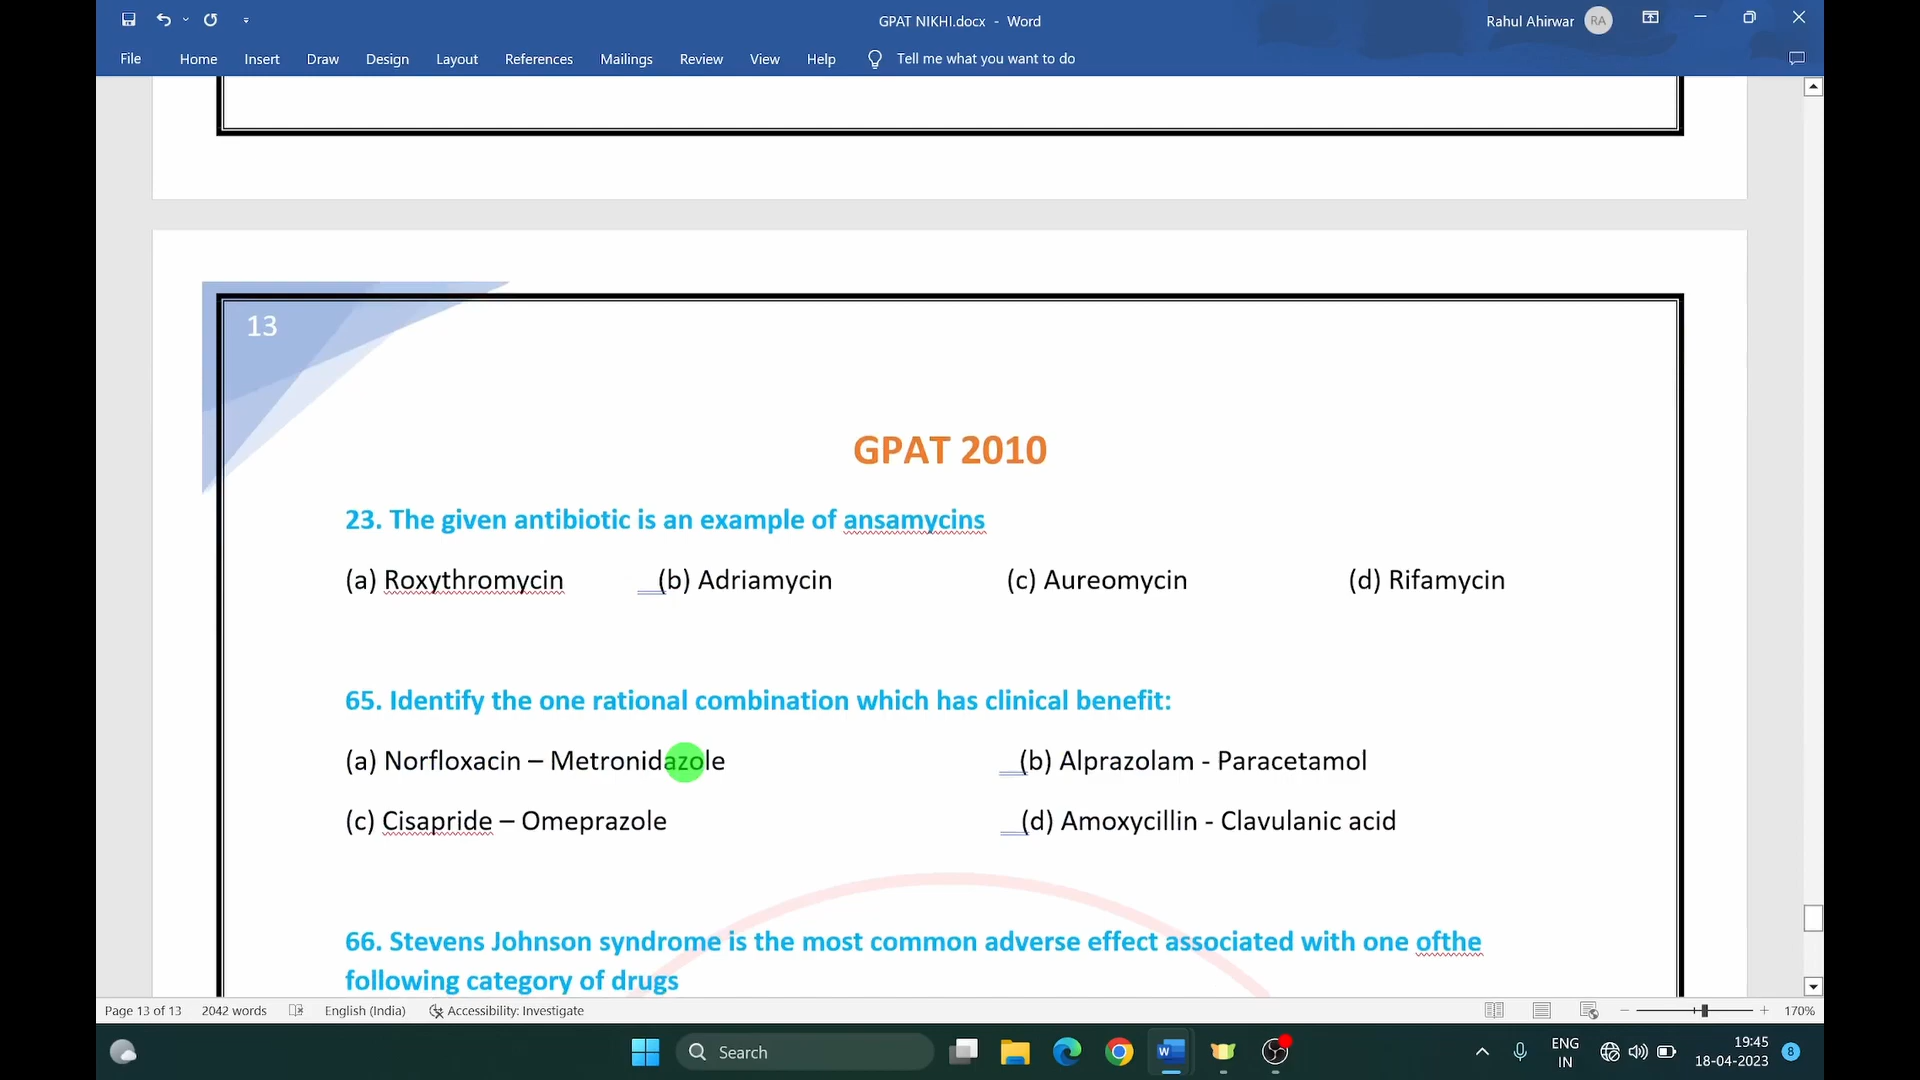 GPAT NIKHI.docx - Word
Rahul Ahirwar RA
File Home Insert Draw Design Layout References Mailings Review View Help Tell me what you want to do
13
GPAT 2010
23. The given antibiotic is an example of ansamycins
(a) Roxythromycin (b) Adriamycin (c) Aureomycin (d) Rifamycin
65. Identify the one rational combination which has clinical benefit:
(a) Norfloxacin – Metronidazole (b) Alprazolam - Paracetamol
(c) Cisapride – Omeprazole (d) Amoxycillin - Clavulanic acid
66. Stevens Johnson syndrome is the most common adverse effect associated with one ofthe
following category of drugs
Page 13 of 13 2042 words English (India) Accessibility: Investigate 170%
Search
ENG
IN
19:45
18-04-2023
8